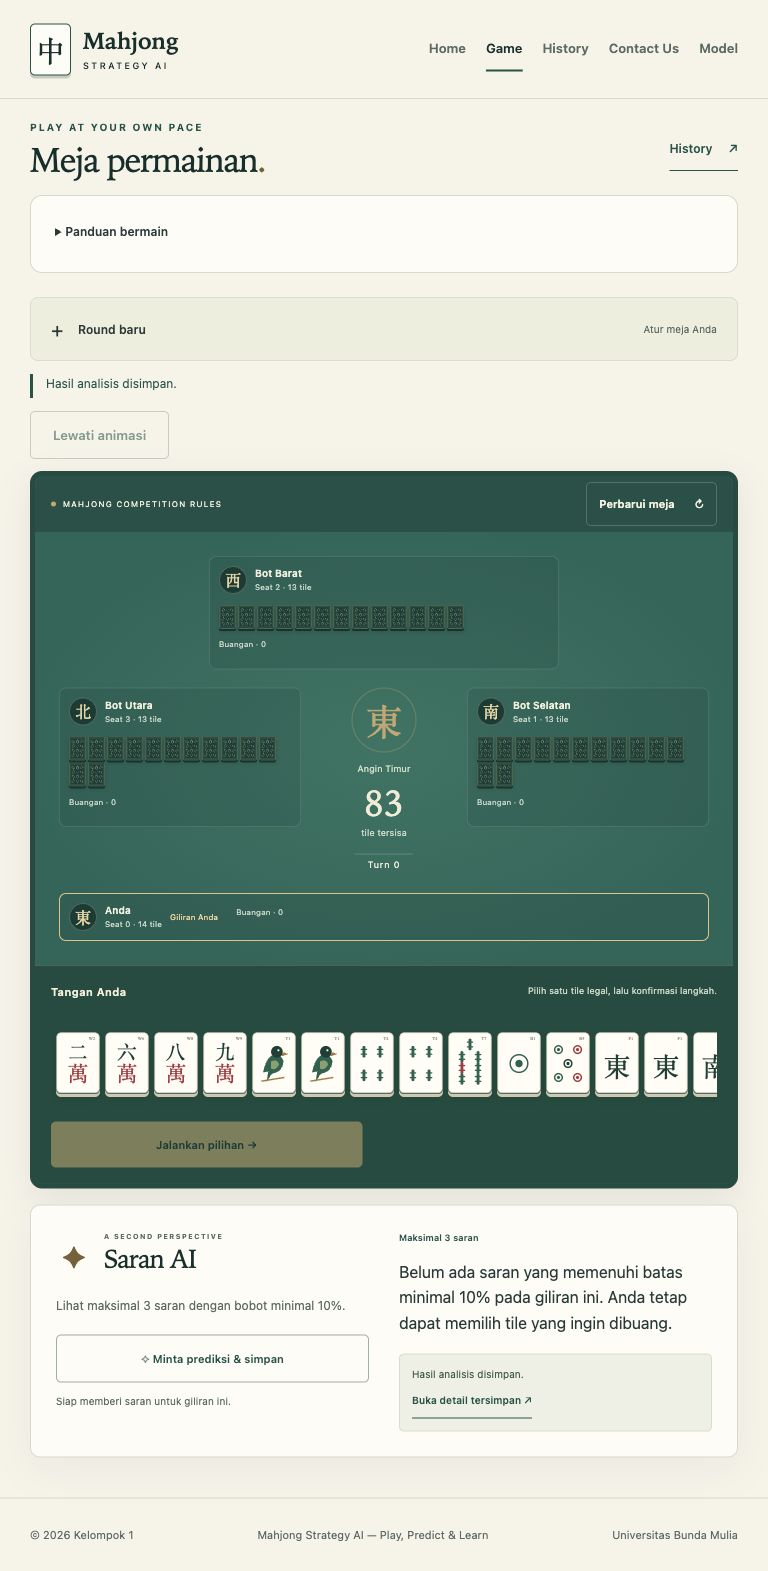 中
Mahjong
STRATEGY AI
Home
Game
History
Contact Us
Model
PLAY AT YOUR OWN PACE
Meja permainan.
History ↗
▶ Panduan bermain
+ Round baru
Atur meja Anda
Hasil analisis disimpan.
Lewati animasi
MAHJONG COMPETITION RULES
Perbarui meja ↻
西
Bot Barat
Seat 2 · 13 tile
Buangan · 0
北
Bot Utara
Seat 3 · 13 tile
Buangan · 0
東
Angin Timur
83
tile tersisa
Turn 0
南
Bot Selatan
Seat 1 · 13 tile
Buangan · 0
東
Anda
Seat 0 · 14 tile
Giliran Anda
Buangan · 0
Tangan Anda
Pilih satu tile legal, lalu konfirmasi langkah.
二萬
六萬
八萬
九萬
東
東
南
Jalankan pilihan →
A SECOND PERSPECTIVE
Saran AI
Lihat maksimal 3 saran dengan bobot minimal 10%.
✧ Minta prediksi & simpan
Siap memberi saran untuk giliran ini.
Maksimal 3 saran
Belum ada saran yang memenuhi batas
minimal 10% pada giliran ini. Anda tetap
dapat memilih tile yang ingin dibuang.
Hasil analisis disimpan.
Buka detail tersimpan ↗
© 2026 Kelompok 1
Mahjong Strategy AI — Play, Predict & Learn
Universitas Bunda Mulia